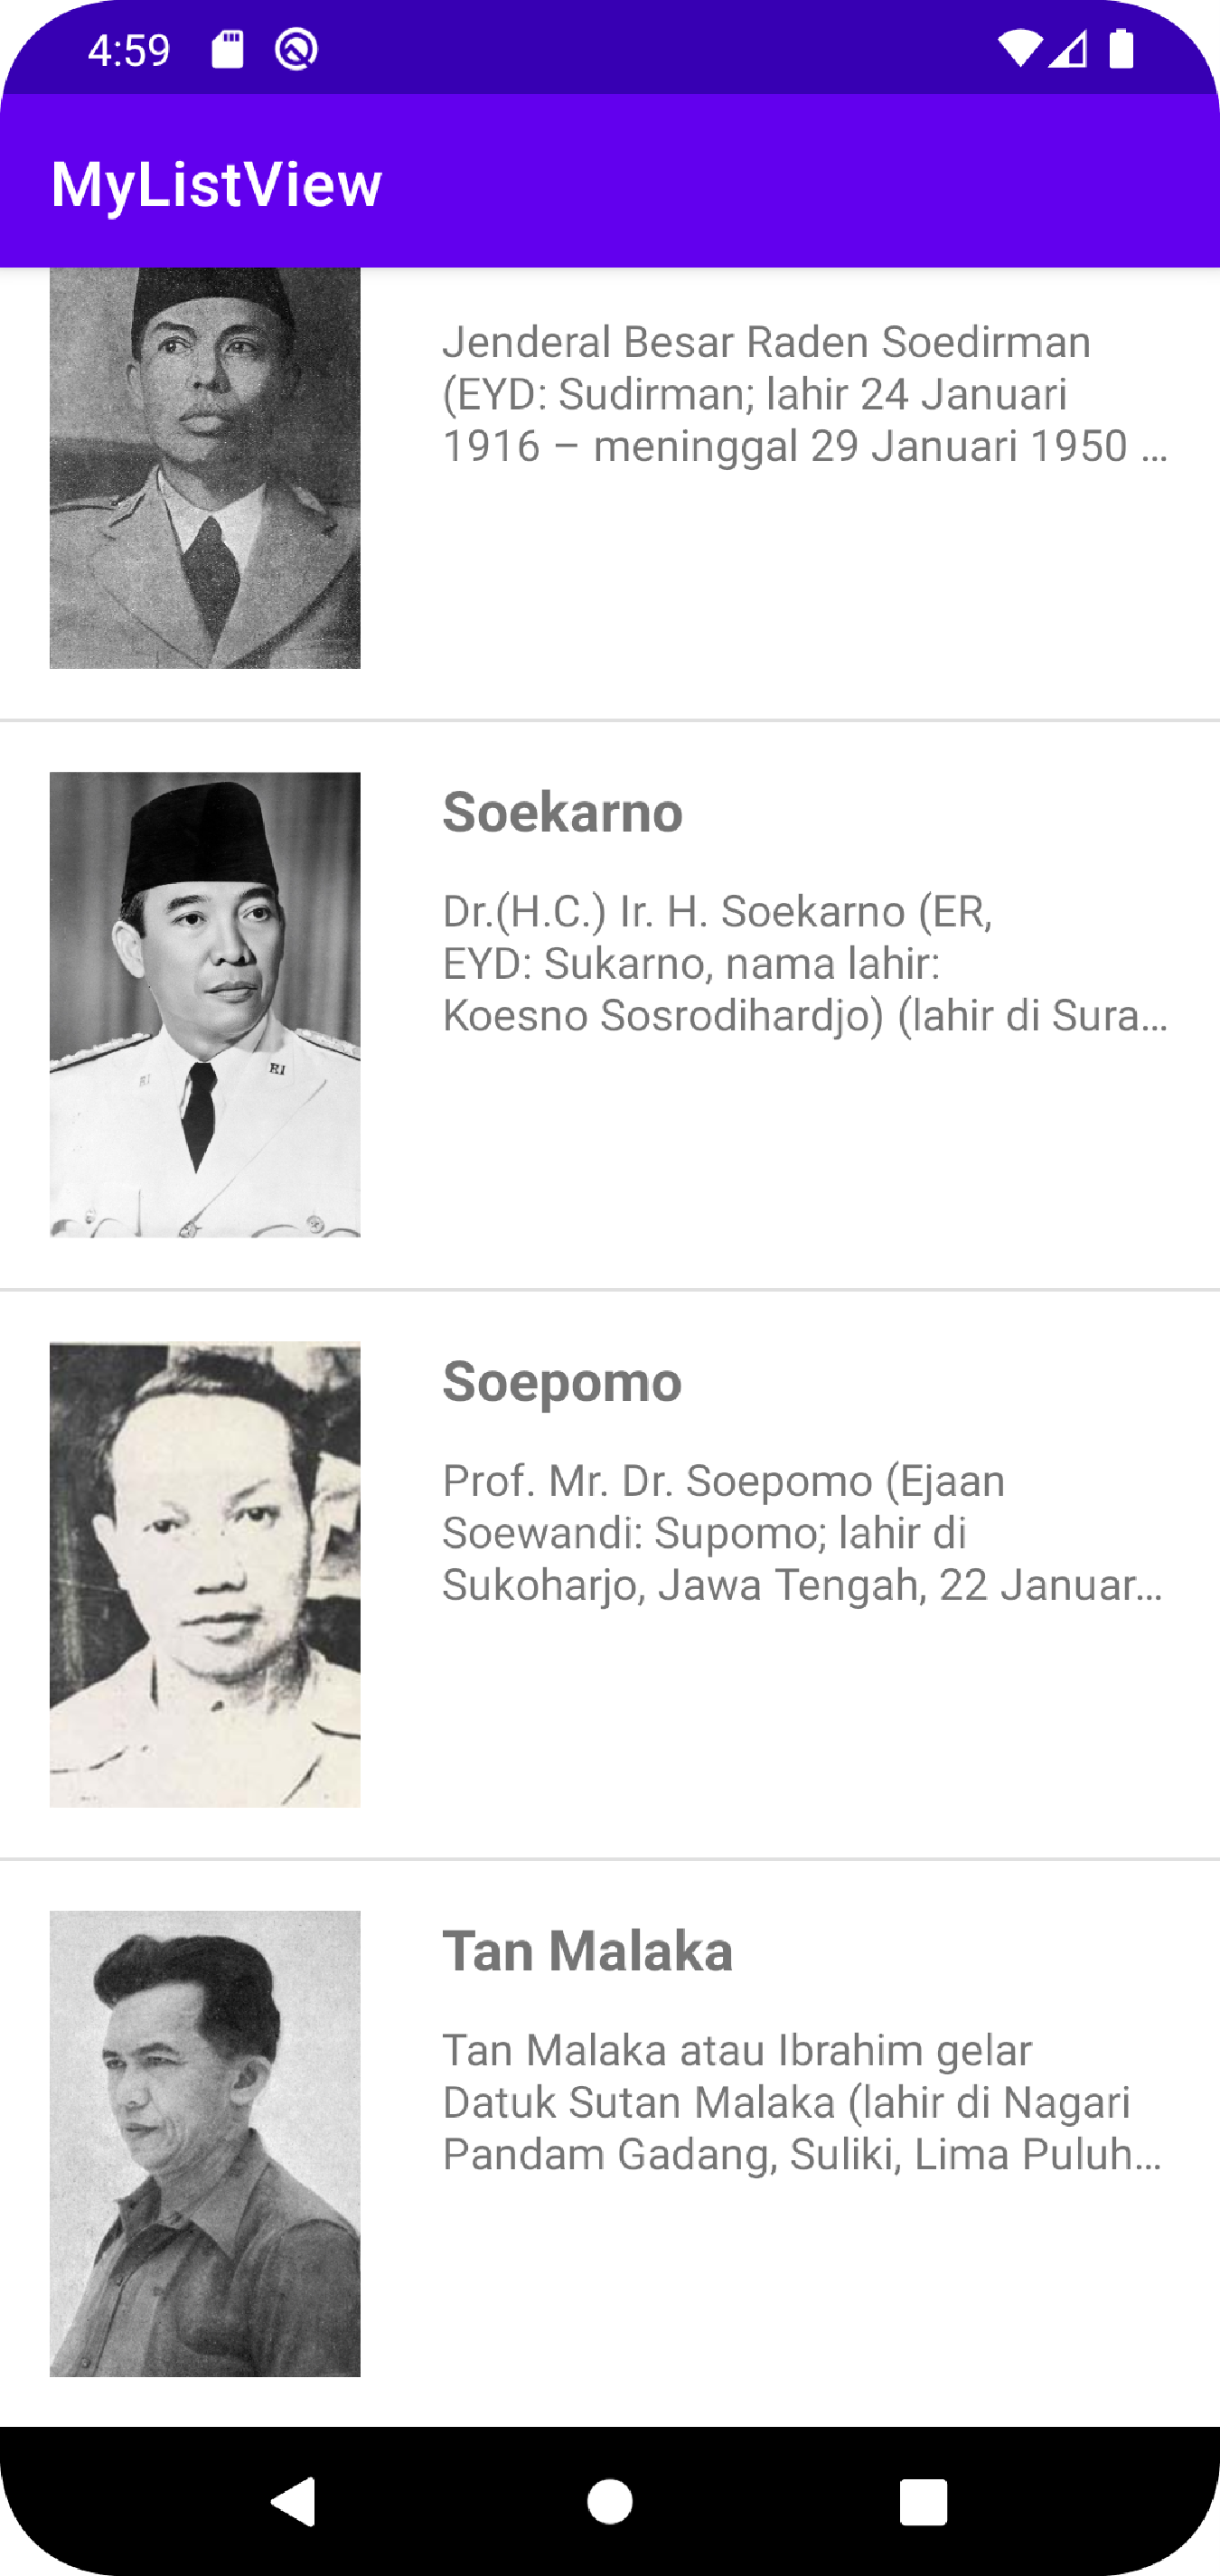 4:59
MyListView
Jenderal Besar Raden Soedirman
(EYD: Sudirman; lahir 24 Januari
1916 – meninggal 29 Januari 1950 ...
Soekarno
Dr.(H.C.) Ir. H. Soekarno (ER,
EYD: Sukarno, nama lahir:
Koesno Sosrodihardjo) (lahir di Sura...
RI
RI
Soepomo
Prof. Mr. Dr. Soepomo (Ejaan
Soewandi: Supomo; lahir di
Sukoharjo, Jawa Tengah, 22 Januar...
Tan Malaka
Tan Malaka atau Ibrahim gelar
Datuk Sutan Malaka (lahir di Nagari
Pandam Gadang, Suliki, Lima Puluh...